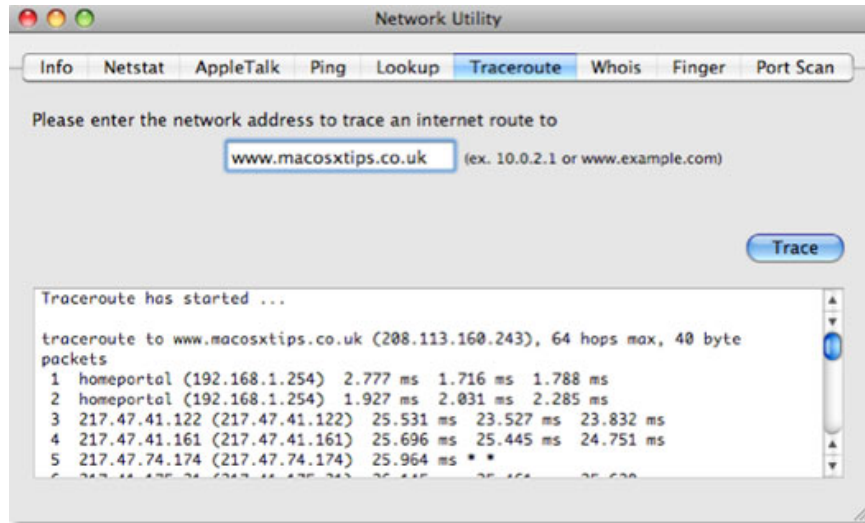 Network Utility
Info Netstat AppleTalk Ping Lookup Traceroute Whois Finger Port Scan
Please enter the network address to trace an internet route to
www.macosxtips.co.uk (ex. 10.0.2.1 or www.example.com)
Trace
Traceroute has started ...
traceroute to www.macosxtips.co.uk (208.113.160.243), 64 hops max, 40 byte
packets
1 homeportal (192.168.1.254) 2.777 ms 1.716 ms 1.788 ms
2 homeportal (192.168.1.254) 1.927 ms 2.031 ms 2.285 ms
3 217.47.41.122 (217.47.41.122) 25.531 ms 23.527 ms 23.832 ms
4 217.47.41.161 (217.47.41.161) 25.696 ms 25.445 ms 24.751 ms
5 217.47.74.174 (217.47.74.174) 25.964 ms * *